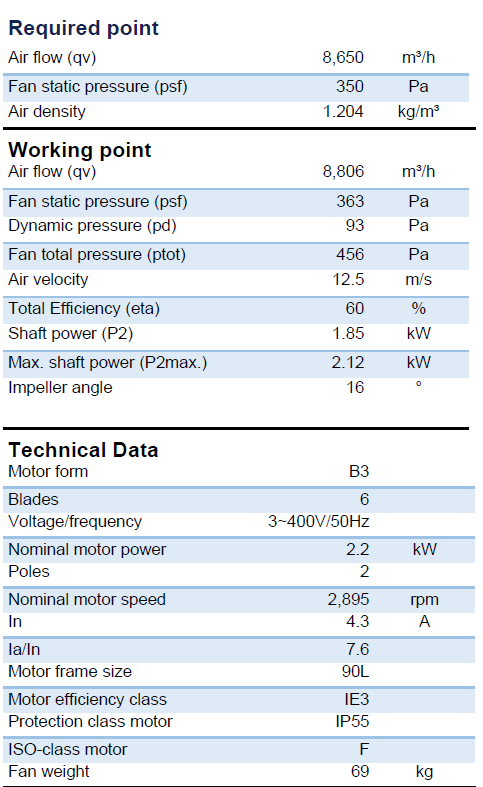 Required point
Air flow (qv) 8,650 m³/h
Fan static pressure (psf) 350 Pa
Air density 1.204 kg/m³
Working point
Air flow (qv) 8,806 m³/h
Fan static pressure (psf) 363 Pa
Dynamic pressure (pd) 93 Pa
Fan total pressure (ptot) 456 Pa
Air velocity 12.5 m/s
Total Efficiency (eta) 60 %
Shaft power (P2) 1.85 kW
Max. shaft power (P2max.) 2.12 kW
Impeller angle 16 °
Technical Data
Motor form B3
Blades 6
Voltage/frequency 3~400V/50Hz
Nominal motor power 2.2 kW
Poles 2
Nominal motor speed 2,895 rpm
In 4.3 A
Ia/In 7.6
Motor frame size 90L
Motor efficiency class IE3
Protection class motor IP55
ISO-class motor F
Fan weight 69 kg